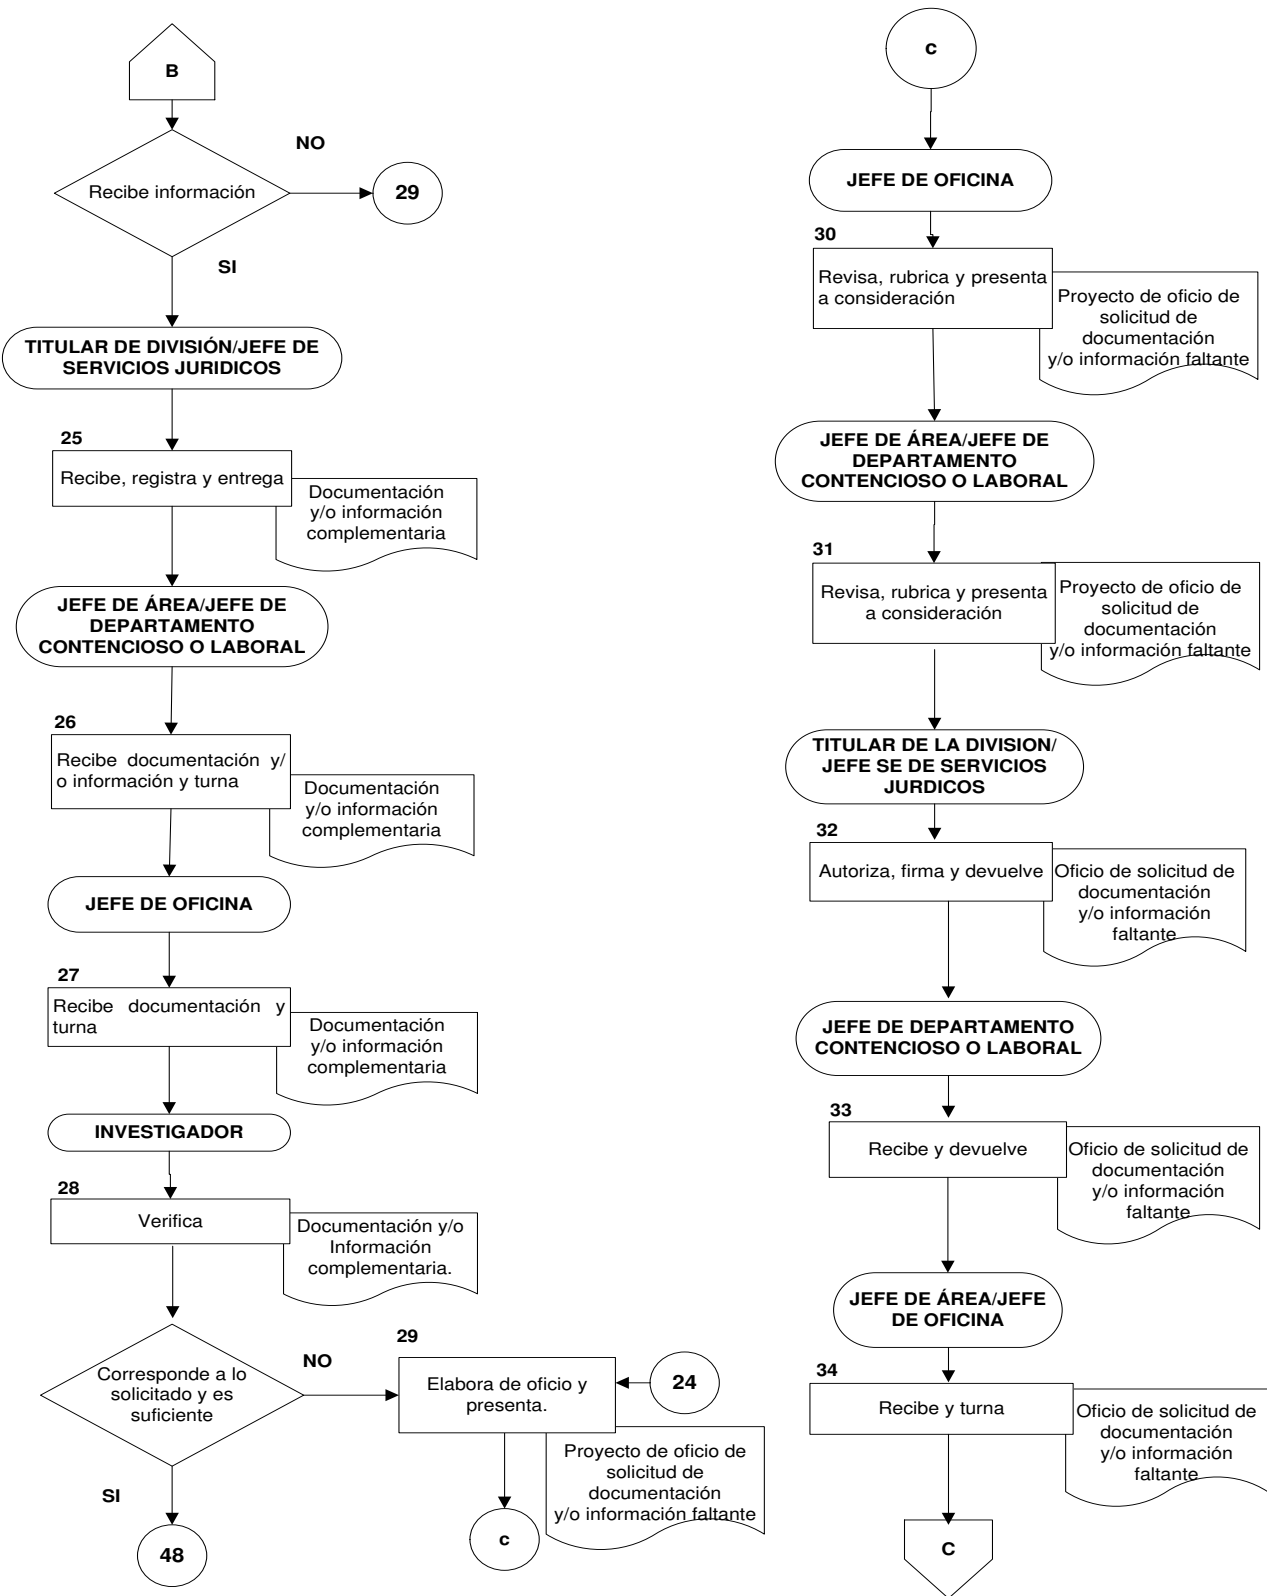 B
NO
Recibe información
29
SI
TITULAR DE DIVISIÓN/JEFE DE
SERVICIOS JURIDICOS
25
Recibe, registra y entrega
Documentación
y/o información
complementaria
JEFE DE ÁREA/JEFE DE
DEPARTAMENTO
CONTENCIOSO O LABORAL
26
Recibe documentación y/
o información y turna
Documentación
y/o información
complementaria
JEFE DE OFICINA
27
Recibe documentación y
turna
Documentación
y/o información
complementaria
INVESTIGADOR
28
Verifica
Documentación y/o
Información
complementaria.
Corresponde a lo
solicitado y es
suficiente
NO
SI
48
29
Elabora de oficio y
presenta.
24
Proyecto de oficio de
solicitud de
documentación
y/o información faltante
c
c
JEFE DE OFICINA
30
Revisa, rubrica y presenta
a consideración
Proyecto de oficio de
solicitud de
documentación
y/o información faltante
JEFE DE ÁREA/JEFE DE
DEPARTAMENTO
CONTENCIOSO O LABORAL
31
Revisa, rubrica y presenta
a consideración
Proyecto de oficio de
solicitud de
documentación
y/o información faltante
TITULAR DE LA DIVISION/
JEFE SE DE SERVICIOS
JURDICOS
32
Autoriza, firma y devuelve
Oficio de solicitud de
documentación
y/o información
faltante
JEFE DE DEPARTAMENTO
CONTENCIOSO O LABORAL
33
Recibe y devuelve
Oficio de solicitud de
documentación
y/o información
faltante
JEFE DE ÁREA/JEFE
DE OFICINA
34
Recibe y turna
Oficio de solicitud de
documentación
y/o información
faltante
C